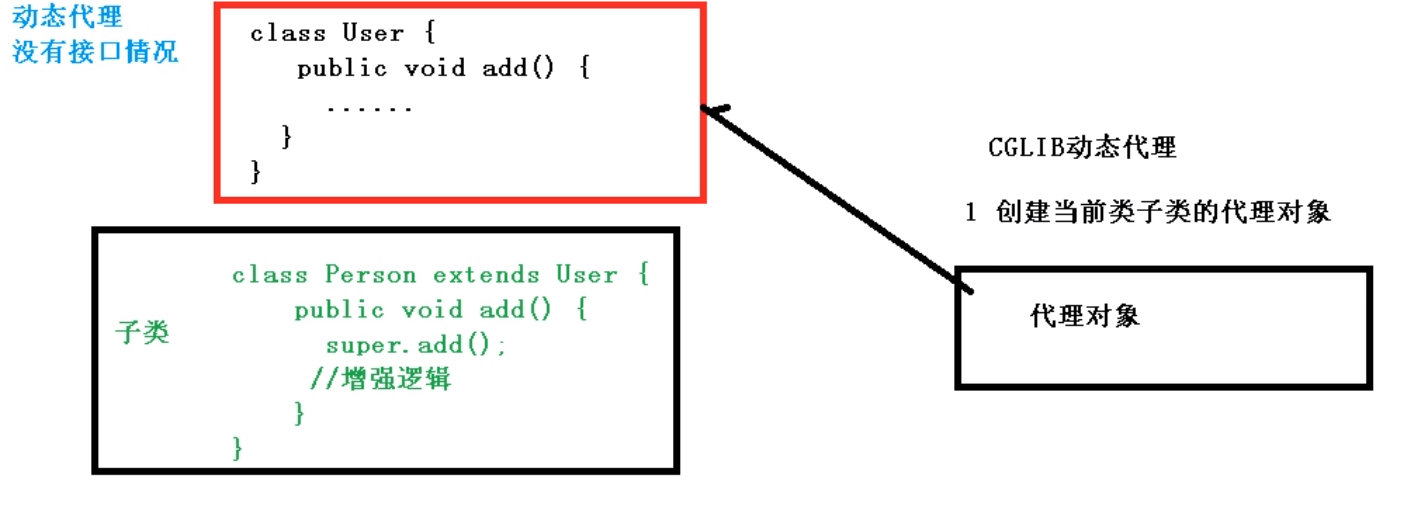 动态代理
没有接口情况
class User {
public void add() {
......
}
}
子类
class Person extends User {
public void add() {
super.add();
//增强逻辑
}
}
CGLIB动态代理
1 创建当前类子类的代理对象
代理对象